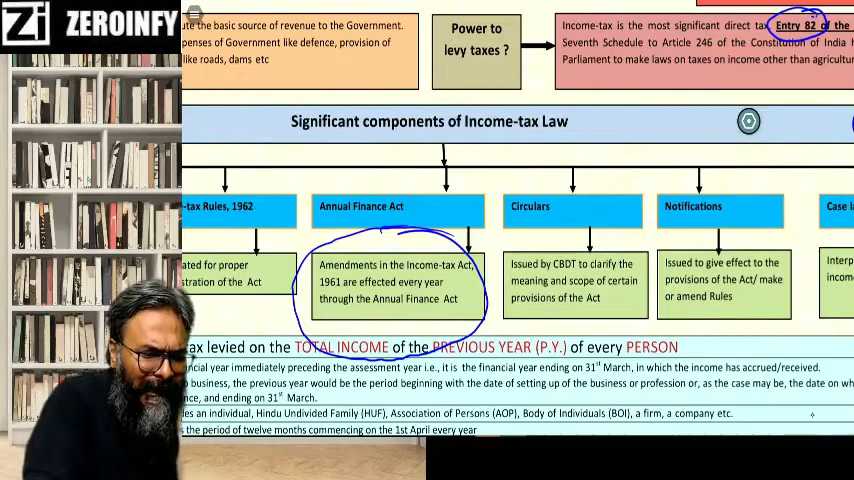 Zi ZEROINFY
ute the basic source of revenue to the Government.
penses of Government like defence, provision of
like roads, dams etc
Power to
levy taxes ?
Income-tax is the most significant direct tax. Entry 82 of the
Seventh Schedule to Article 246 of the Constitution of India h
Parliament to make laws on taxes on income other than agricultur
Significant components of Income-tax Law
-tax Rules, 1962
Annual Finance Act
Circulars
Notifications
Case la
ated for proper
stration of the Act
Amendments in the Income-tax Act,
1961 are effected every year
through the Annual Finance Act
Issued by CBDT to clarify the
meaning and scope of certain
provisions of the Act
Issued to give effect to the
provisions of the Act/ make
or amend Rules
Interp
income
tax levied on the TOTAL INCOME of the PREVIOUS YEAR (P.Y.) of every PERSON
ancial year immediately preceding the assessment year i.e., it is the financial year ending on 31st March, in which the income has accrued/received.
p business, the previous year would be the period beginning with the date of setting up of the business or profession or, as the case may be, the date on wh
nce, and ending on 31st March.
des an individual, Hindu Undivided Family (HUF), Association of Persons (AOP), Body of Individuals (BOI), a firm, a company etc.
s the period of twelve months commencing on the 1st April every year